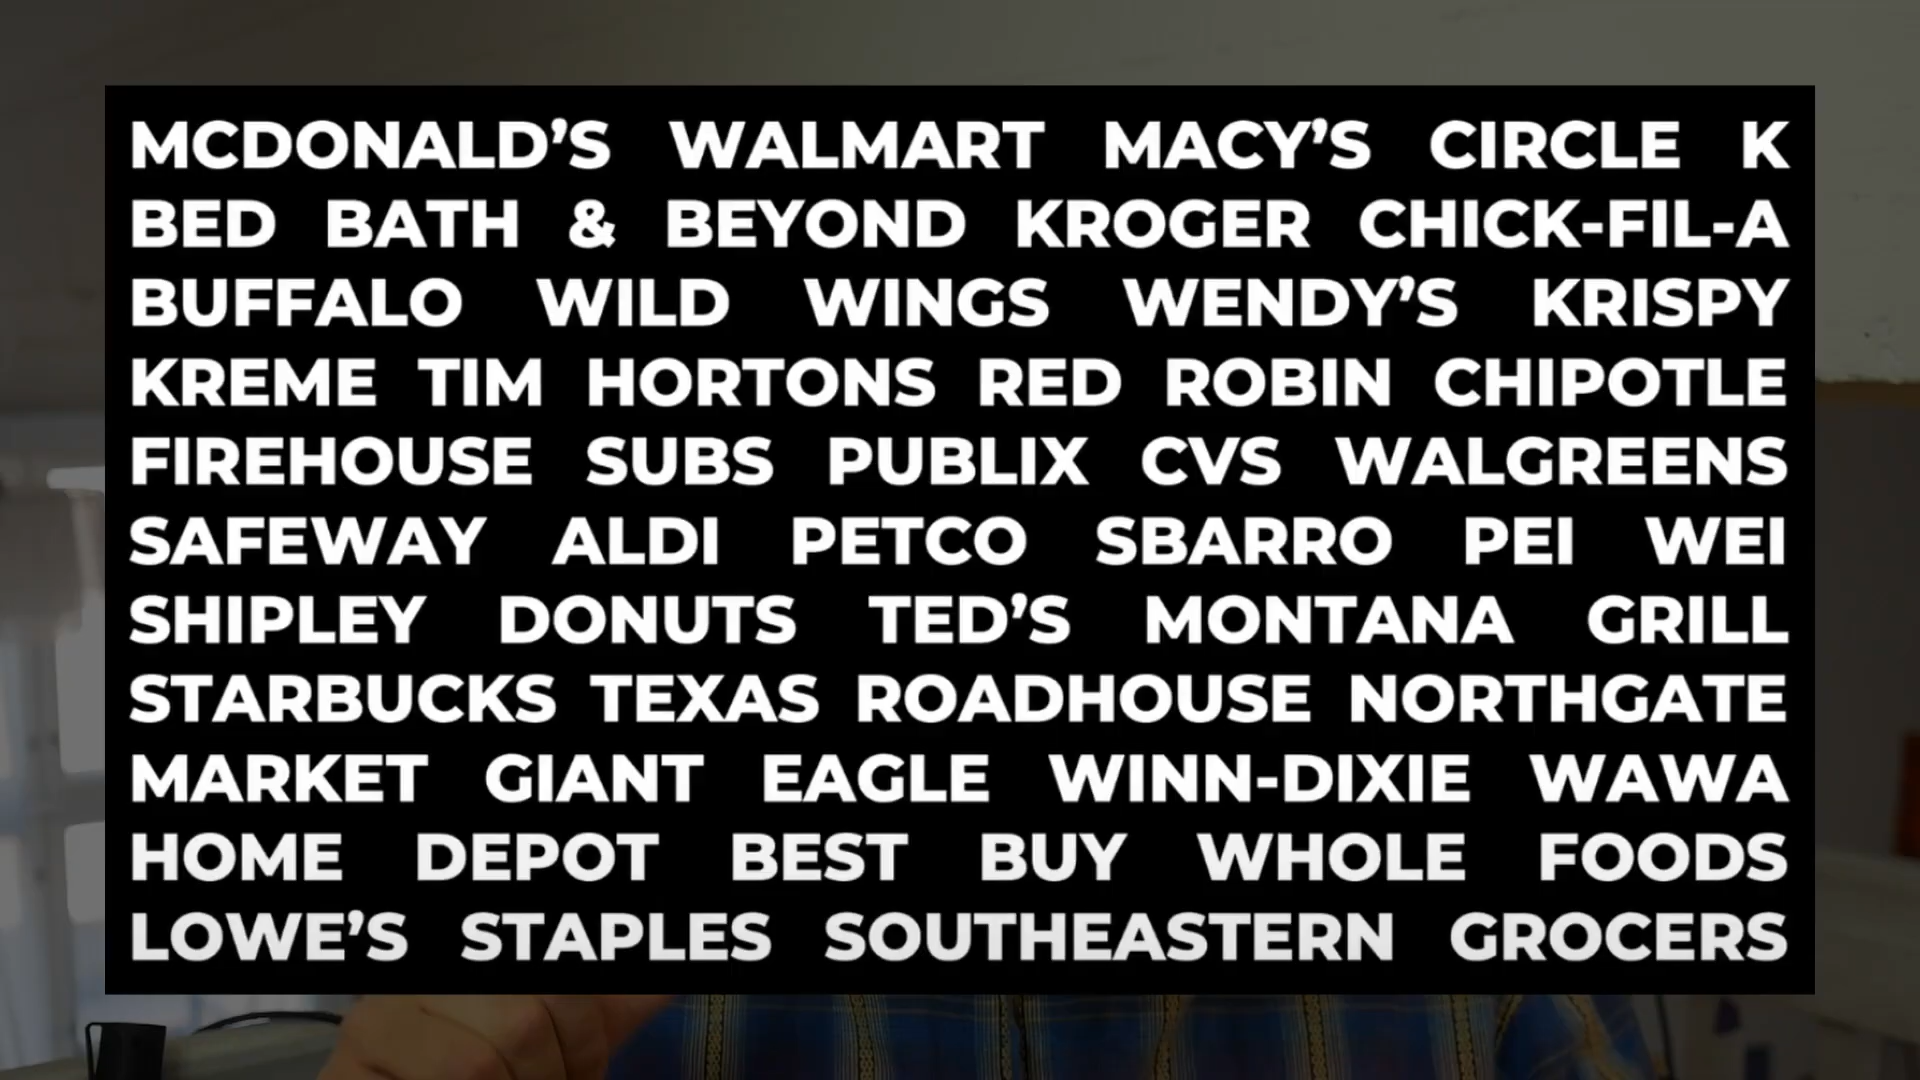 MCDONALD’S WALMART MACY’S CIRCLE K
BED BATH & BEYOND KROGER CHICK-FIL-A
BUFFALO WILD WINGS WENDY’S KRISPY
KREME TIM HORTONS RED ROBIN CHIPOTLE
FIREHOUSE SUBS PUBLIX CVS WALGREENS
SAFEWAY ALDI PETCO SBARRO PEI WEI
SHIPLEY DONUTS TED’S MONTANA GRILL
STARBUCKS TEXAS ROADHOUSE NORTHGATE
MARKET GIANT EAGLE WINN-DIXIE WAWA
HOME DEPOT BEST BUY WHOLE FOODS
LOWE’S STAPLES SOUTHEASTERN GROCERS